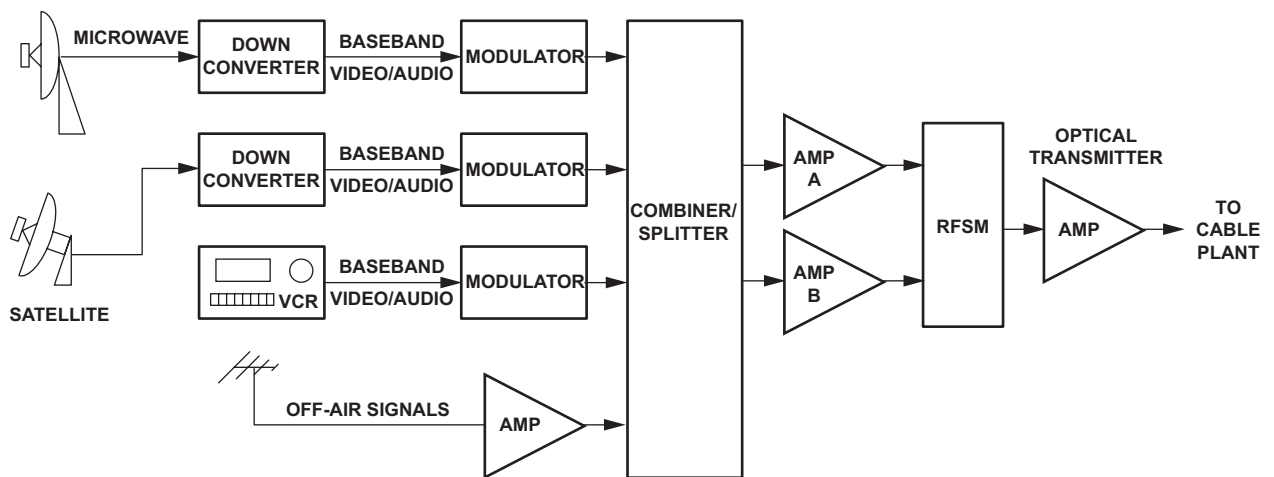 MICROWAVE
DOWN
CONVERTER
BASEBAND
VIDEO/AUDIO
MODULATOR
DOWN
CONVERTER
BASEBAND
VIDEO/AUDIO
MODULATOR
SATELLITE
VCR
BASEBAND
VIDEO/AUDIO
MODULATOR
OFF-AIR SIGNALS
AMP
COMBINER/
SPLITTER
AMP
A
AMP
B
RFSM
OPTICAL
TRANSMITTER
AMP
TO
CABLE
PLANT